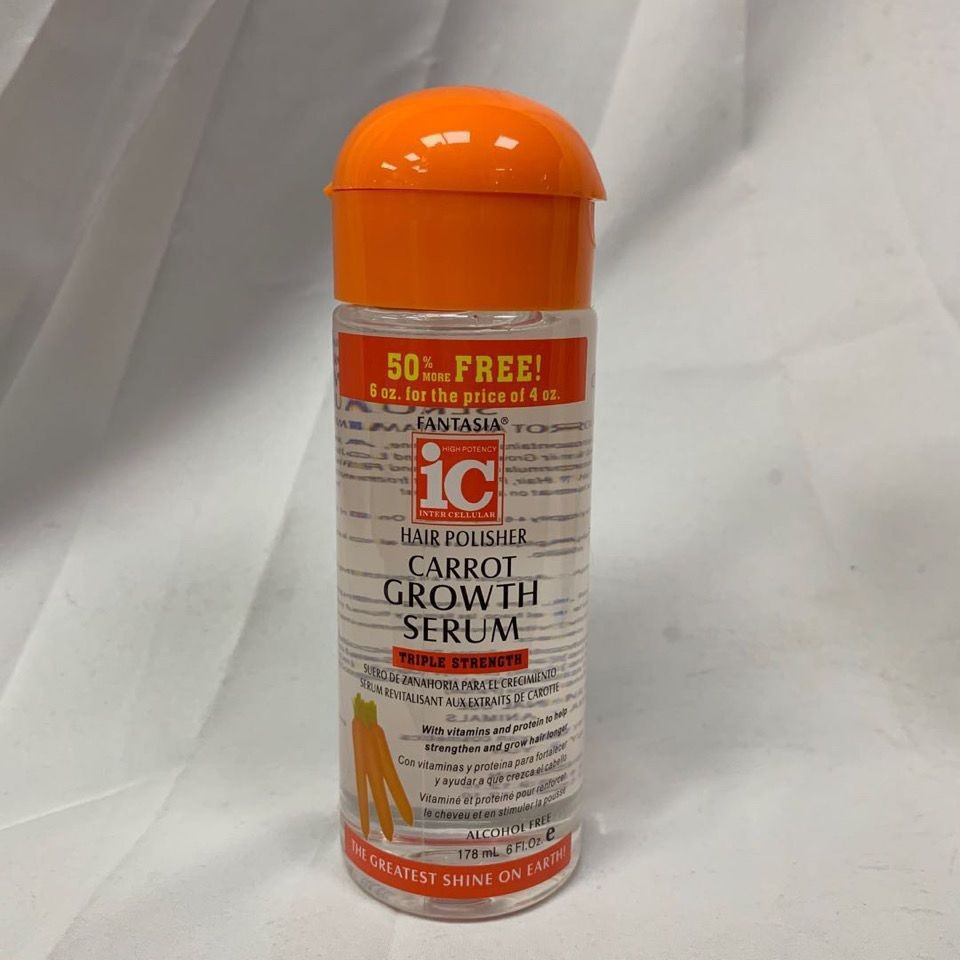 50% MORE FREE!
6 oz. for the price of 4 oz.
FANTASIA®
HIGH POTENCY
iC
INTER CELLULAR
HAIR POLISHER
CARROT
GROWTH
SERUM
TRIPLE STRENGTH
SUERO DE ZANAHORIA PARA EL CRECIMIENTO
SÉRUM REVITALISANT AUX EXTRAITS DE CAROTTE
With vitamins and protein to help
strengthen and grow hair longer
Con vitaminas y proteina para fortalecer
y ayudar a que crezca el cabello
Vitaminé et protéiné pour renforcer
le cheveu et en stimuler la pousse
ALCOHOL FREE
178 mL 6 Fl.Oz. e
THE GREATEST SHINE ON EARTH!